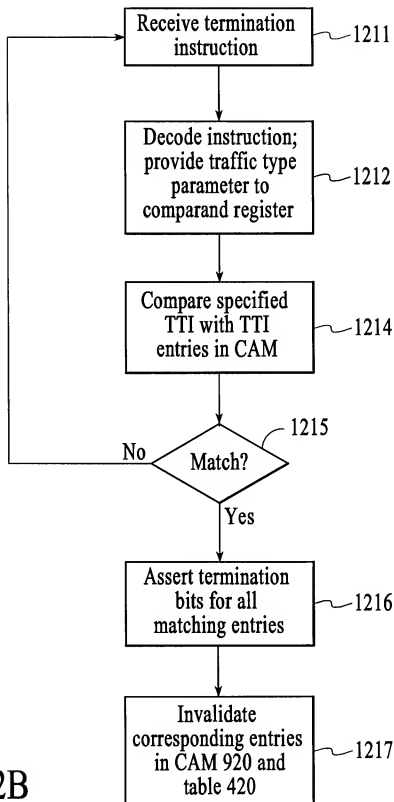 Receive termination
instruction
1211
Decode instruction;
provide traffic type
parameter to
comparand register
1212
Compare specified
TTI with TTI
entries in CAM
1214
1215
No
Match?
Yes
Assert termination
bits for all
matching entries
1216
Invalidate
corresponding entries
in CAM 920 and
table 420
1217
2B